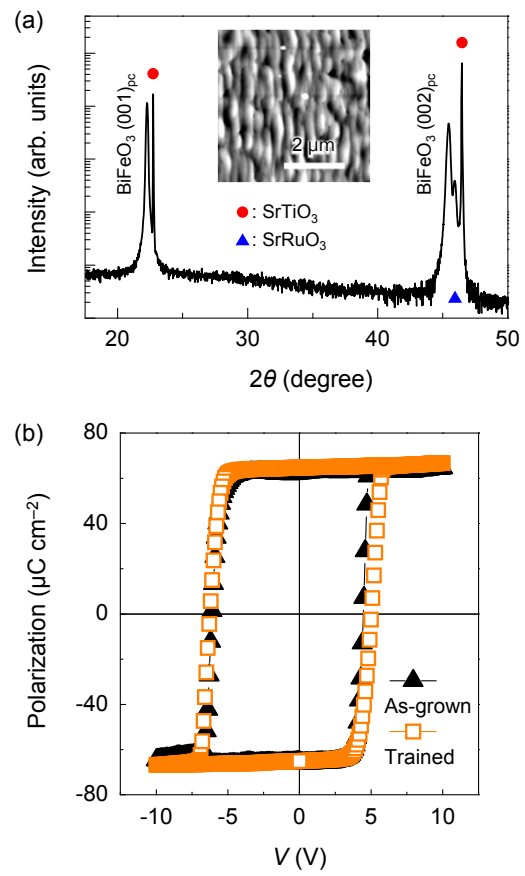 (a)
Intensity (arb. units)
BiFeO₃ (001)pc
2 μm
BiFeO₃ (002)pc
: SrTiO₃
: SrRuO₃
20 30 40 50
2θ (degree)
(b)
Polarization (μC cm⁻²)
80
40
0
-40
-80
As-grown
Trained
-10 -5 0 5 10
V (V)